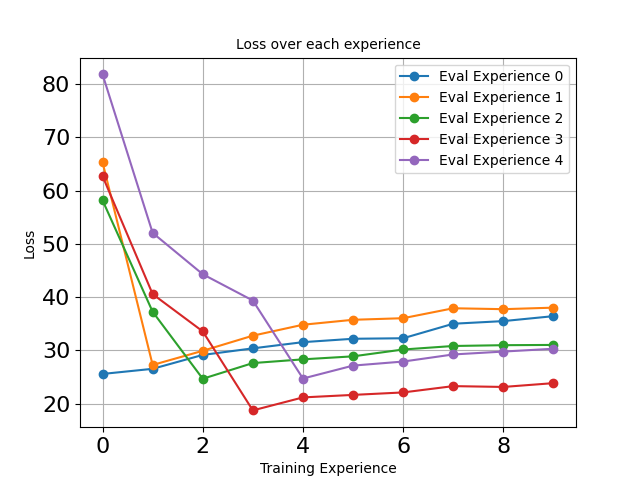 Loss over each experience
80
70
60
50
40
30
20
Loss
Eval Experience 0
Eval Experience 1
Eval Experience 2
Eval Experience 3
Eval Experience 4
0 2 4 6 8
Training Experience